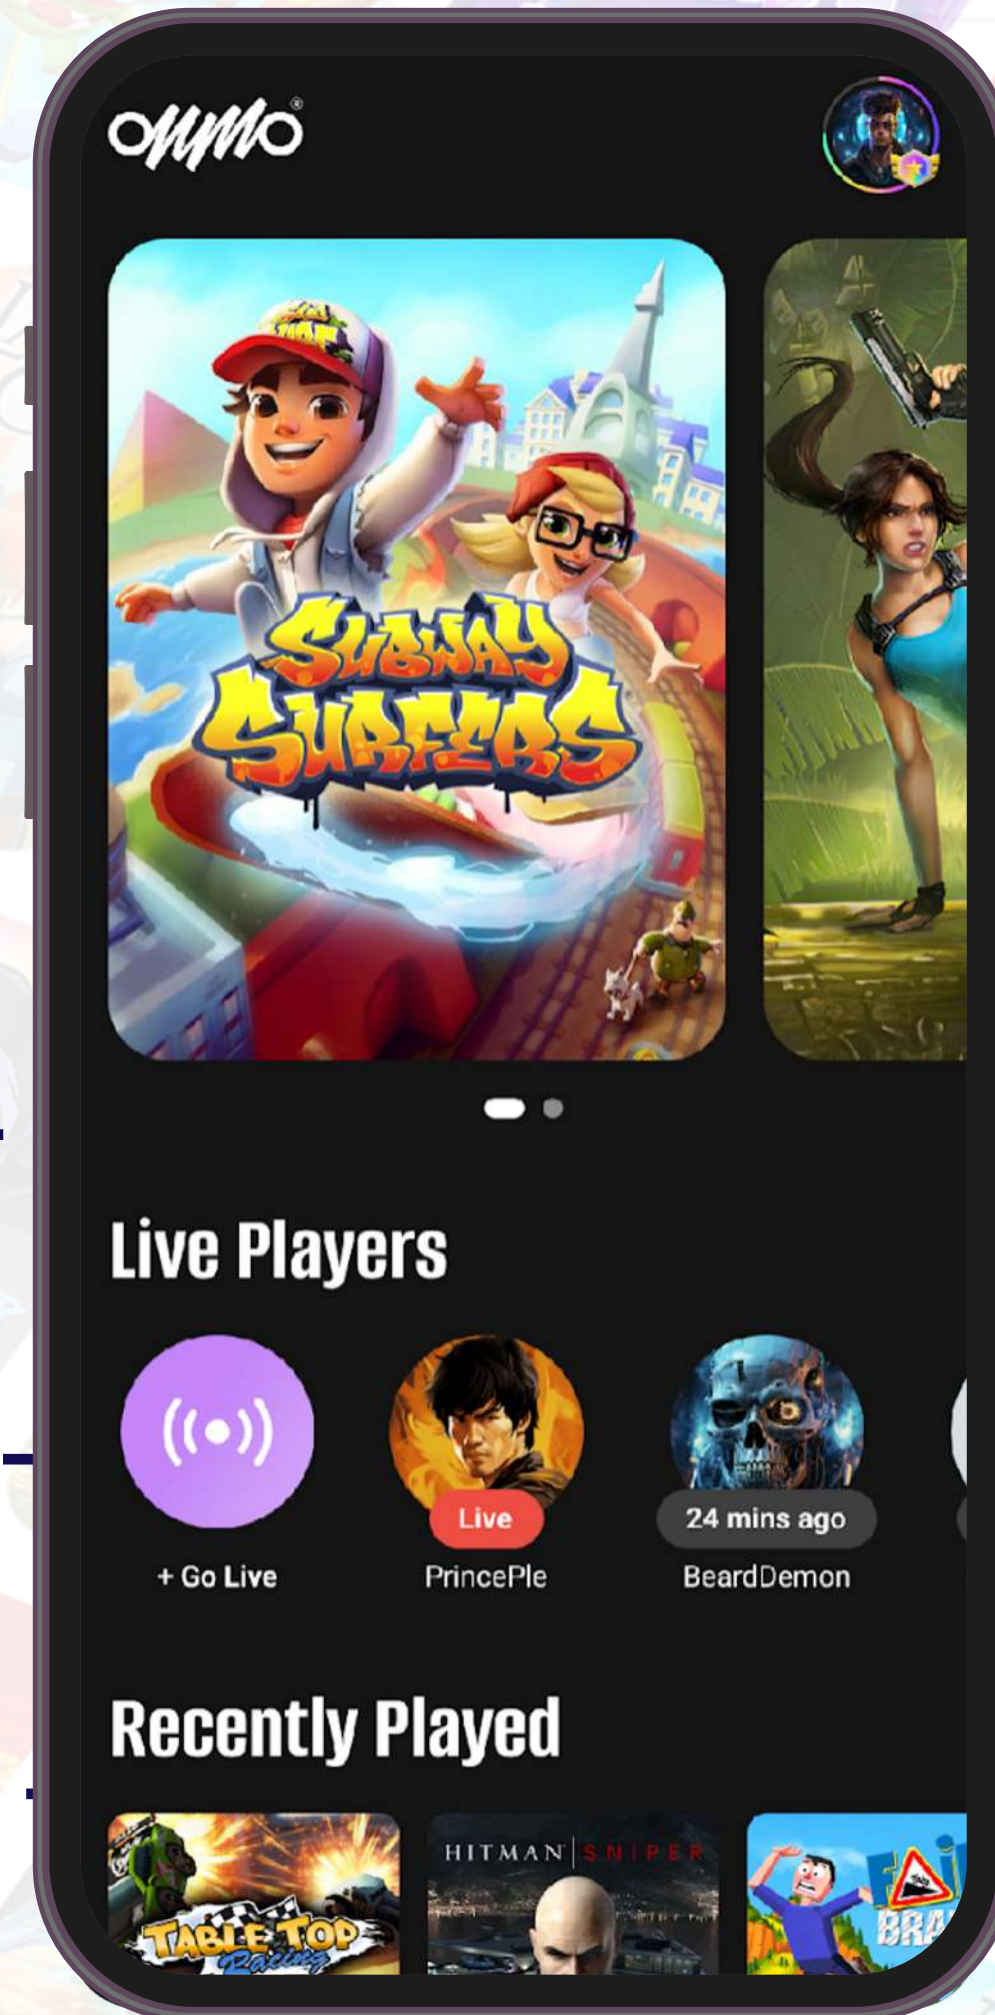 onmo®
SUBWAY
SURFERS
Live Players
Live
24 mins ago
+ Go Live
PrincePle
BeardDemon
Recently Played
HITMAN SNIPER
TABLE TOP
Racing